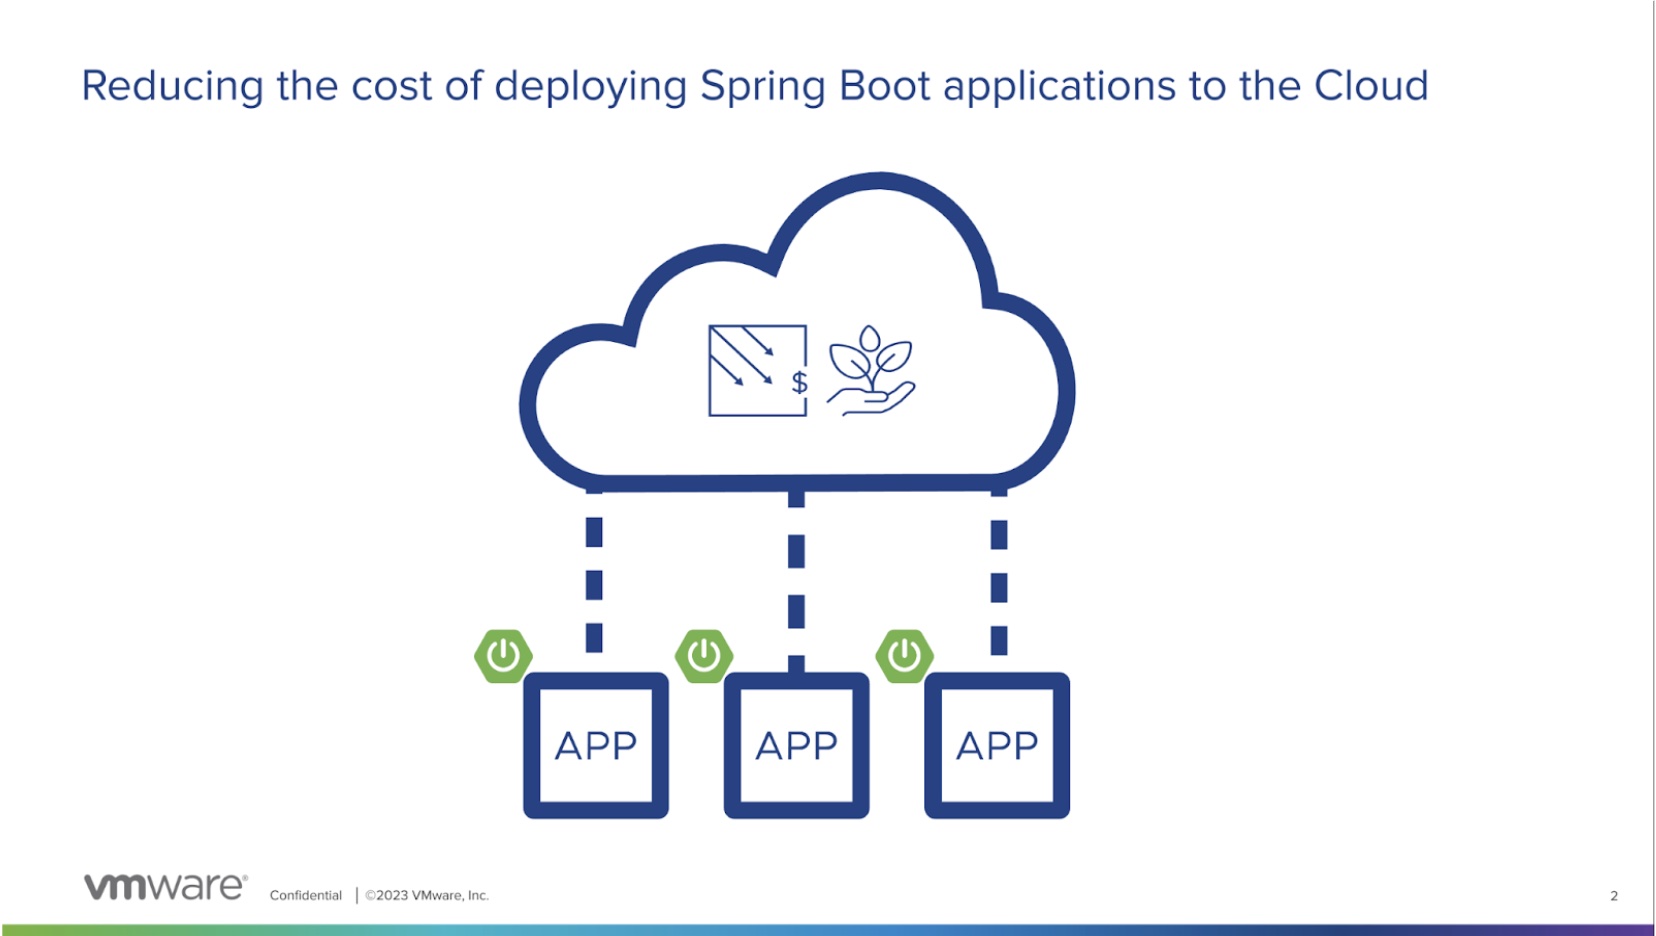 Reducing the cost of deploying Spring Boot applications to the Cloud
$
APP
APP
APP
vmware®
Confidential | ©2023 VMware, Inc.
2